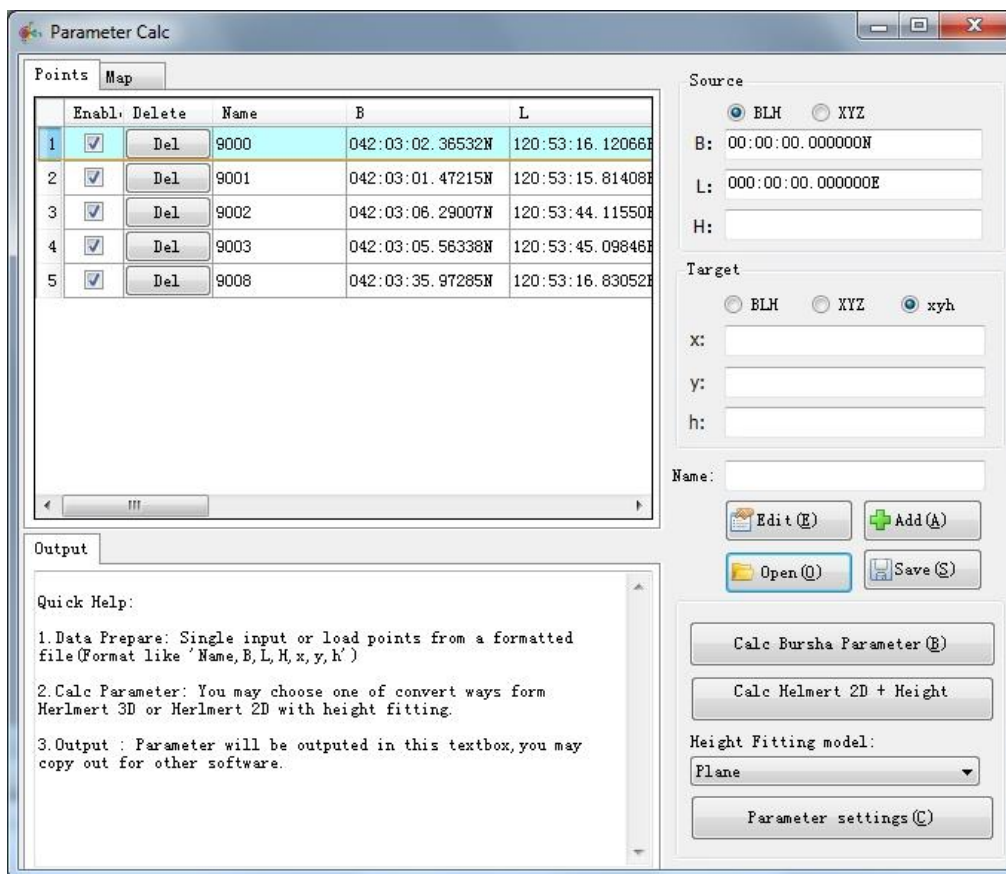 Parameter Calc
Points Map
Enabl Delete Name B L
1 Del 9000 042:03:02.36532N 120:53:16.12066E
2 Del 9001 042:03:01.47215N 120:53:15.81408E
3 Del 9002 042:03:06.29007N 120:53:44.11550E
4 Del 9003 042:03:05.56338N 120:53:45.09846E
5 Del 9008 042:03:35.97285N 120:53:16.83052E
Output
Quick Help:
1.Data Prepare: Single input or load points from a formatted
file(Format like 'Name,B,L,H,x,y,h')
2.Calc Parameter: You may choose one of convert ways form
Herlmert 3D or Herlmert 2D with height fitting.
3.Output : Parameter will be outputed in this textbox,you may
copy out for other software.
Source
BLH XYZ
B: 00:00:00.000000N
L: 000:00:00.000000E
H:
Target
BLH XYZ xyh
x:
y:
h:
Name:
Edit(E) Add(A)
Open(O) Save(S)
Calc Bursha Parameter(B)
Calc Helmert 2D + Height
Height Fitting model:
Plane
Parameter settings(C)